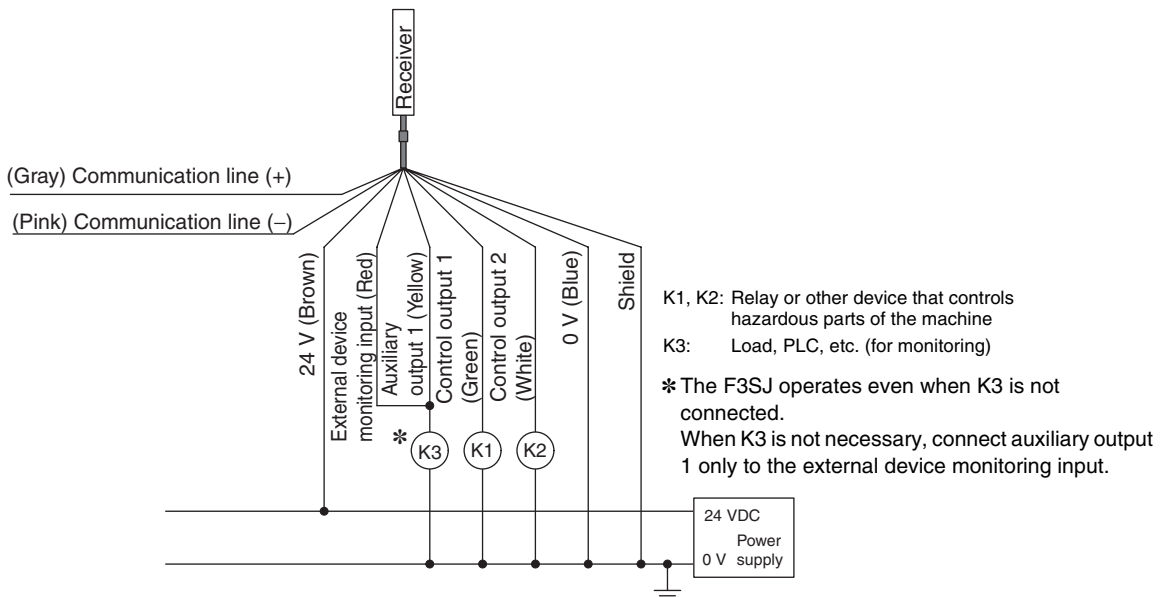 Receiver
(Gray) Communication line (+)
(Pink) Communication line (−)
24 V (Brown)
External device
monitoring input (Red)
Auxiliary
output 1 (Yellow)
Control output 1
(Green)
Control output 2
(White)
0 V (Blue)
Shield
K1, K2: Relay or other device that controls
hazardous parts of the machine
K3: Load, PLC, etc. (for monitoring)
✻ The F3SJ operates even when K3 is not
connected.
When K3 is not necessary, connect auxiliary output
1 only to the external device monitoring input.
✻
K3
K1
K2
24 VDC
Power
0 V supply